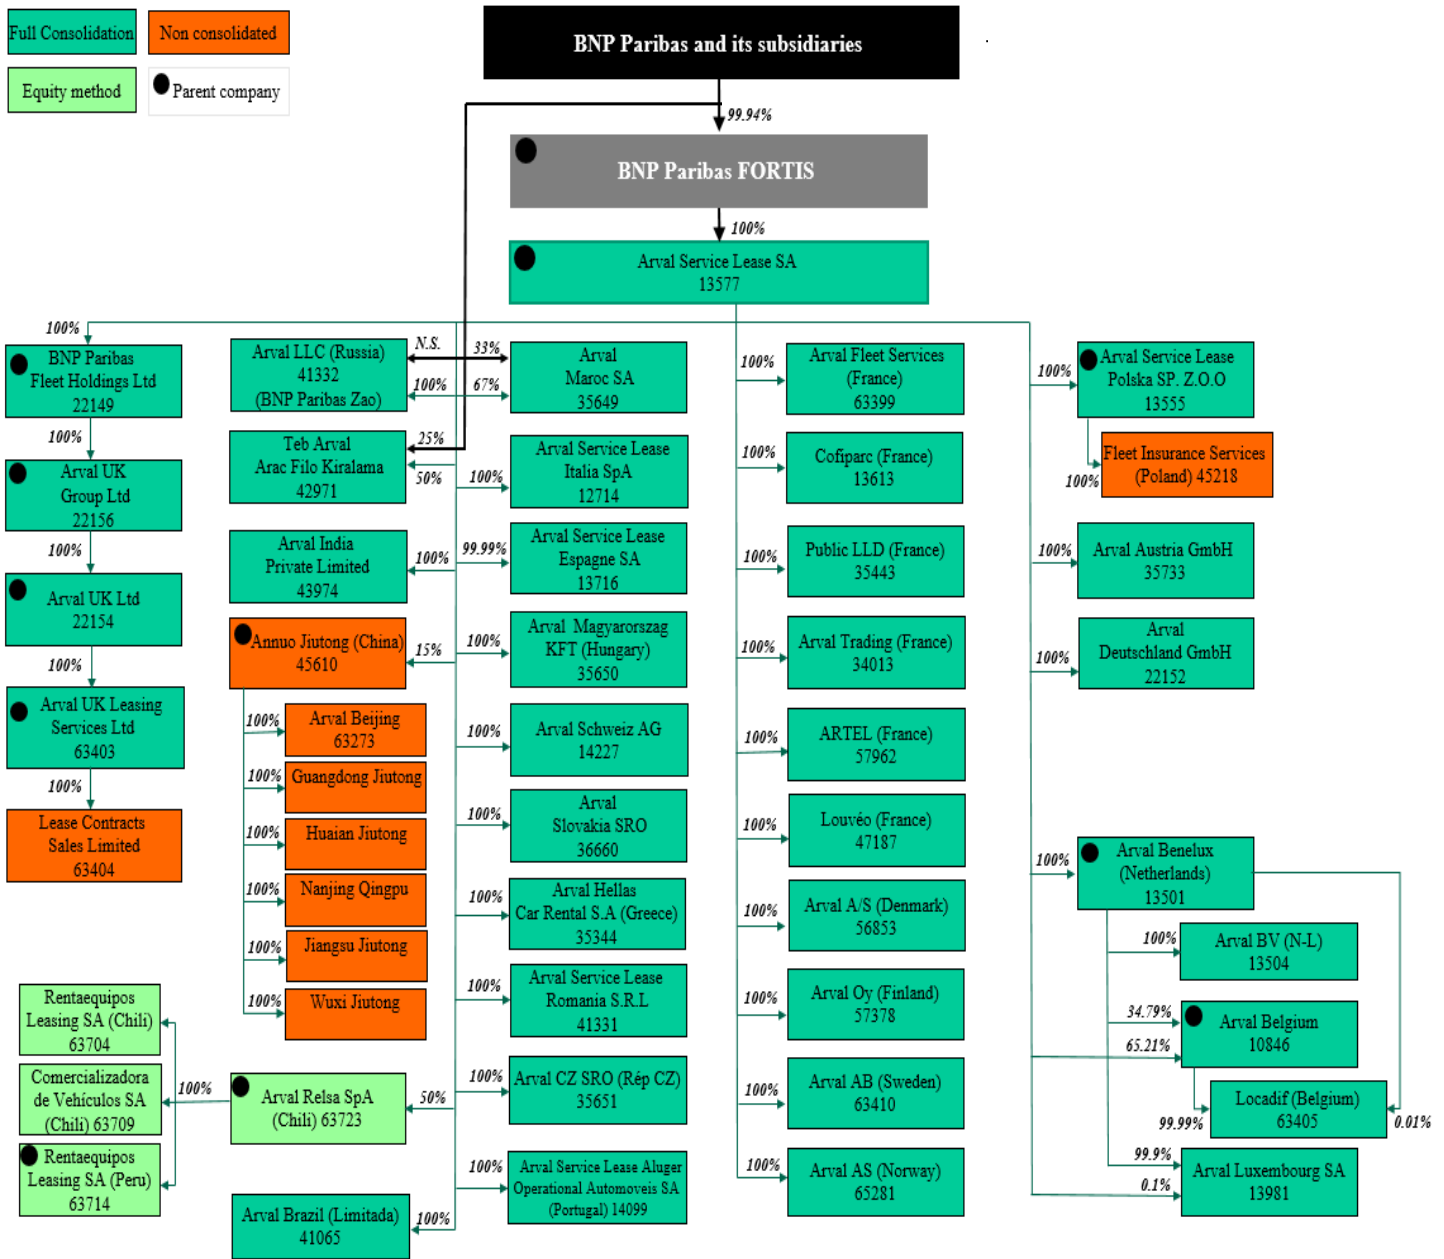 Full Consolidation
Non consolidated
Equity method
Parent company
BNP Paribas and its subsidiaries
99.94%
BNP Paribas FORTIS
100%
Arval Service Lease SA
13577
100%
BNP Paribas
Fleet Holdings Ltd
22149
100%
Arval UK
Group Ltd
22156
100%
Arval UK Ltd
22154
100%
Arval UK Leasing
Services Ltd
63403
100%
Lease Contracts
Sales Limited
63404
Arval LLC (Russia)
41332
(BNP Paribas Zao)
N.S.
100%
Teb Arval
Arac Filo Kiralama
42971
25%
50%
Arval India
Private Limited
43974
100%
Annuo Jiutong (China)
45610
15%
100%
Arval Beijing
63273
100%
Guangdong Jiutong
100%
Huaian Jiutong
100%
Nanjing Qingpu
100%
Jiangsu Jiutong
100%
Wuxi Jiutong
Rentaequipos
Leasing SA (Chili)
63704
Comercializadora
de Vehículos SA
(Chili) 63709
Rentaequipos
Leasing SA (Peru)
63714
100%
Arval Relsa SpA
(Chili) 63723
50%
Arval Brazil (Limitada)
41065
100%
33%
67%
Arval
Maroc SA
35649
100%
Arval Service Lease
Italia SpA
12714
99.99%
Arval Service Lease
Espagne SA
13716
100%
Arval Magyarorszag
KFT (Hungary)
35650
100%
Arval Schweiz AG
14227
100%
Arval
Slovakia SRO
36660
100%
Arval Hellas
Car Rental S.A (Greece)
35344
100%
Arval Service Lease
Romania S.R.L
41331
100%
Arval CZ SRO (Rép CZ)
35651
100%
Arval Service Lease Aluger
Operational Automoveis SA
(Portugal) 14099
100%
Arval Fleet Services
(France)
63399
100%
Cofiparc (France)
13613
100%
Public LLD (France)
35443
100%
Arval Trading (France)
34013
100%
ARTEL (France)
57962
100%
Louvéo (France)
47187
100%
Arval A/S (Denmark)
56853
100%
Arval Oy (Finland)
57378
100%
Arval AB (Sweden)
63410
100%
Arval AS (Norway)
65281
100%
Arval Service Lease
Polska SP. Z.O.O
13555
100%
Fleet Insurance Services
(Poland) 45218
100%
Arval Austria GmbH
35733
100%
Arval
Deutschland GmbH
22152
100%
Arval Benelux
(Netherlands)
13501
100%
Arval BV (N-L)
13504
34.79%
65.21%
Arval Belgium
10846
99.99%
Locadif (Belgium)
63405
0.01%
99.9%
0.1%
Arval Luxembourg SA
13981